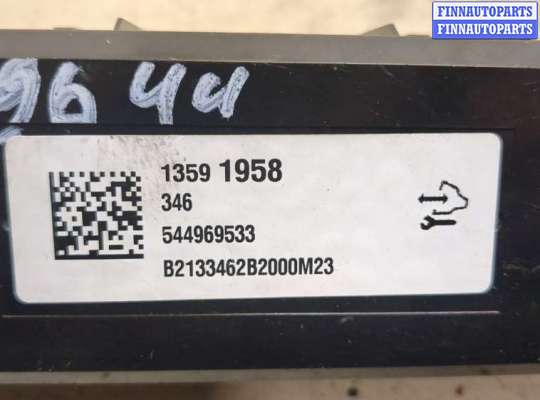 FINNAUTOPARTS
FINNAUTOPARTS
96 44
1359 1958
346
544969533
B2133462B2000M23